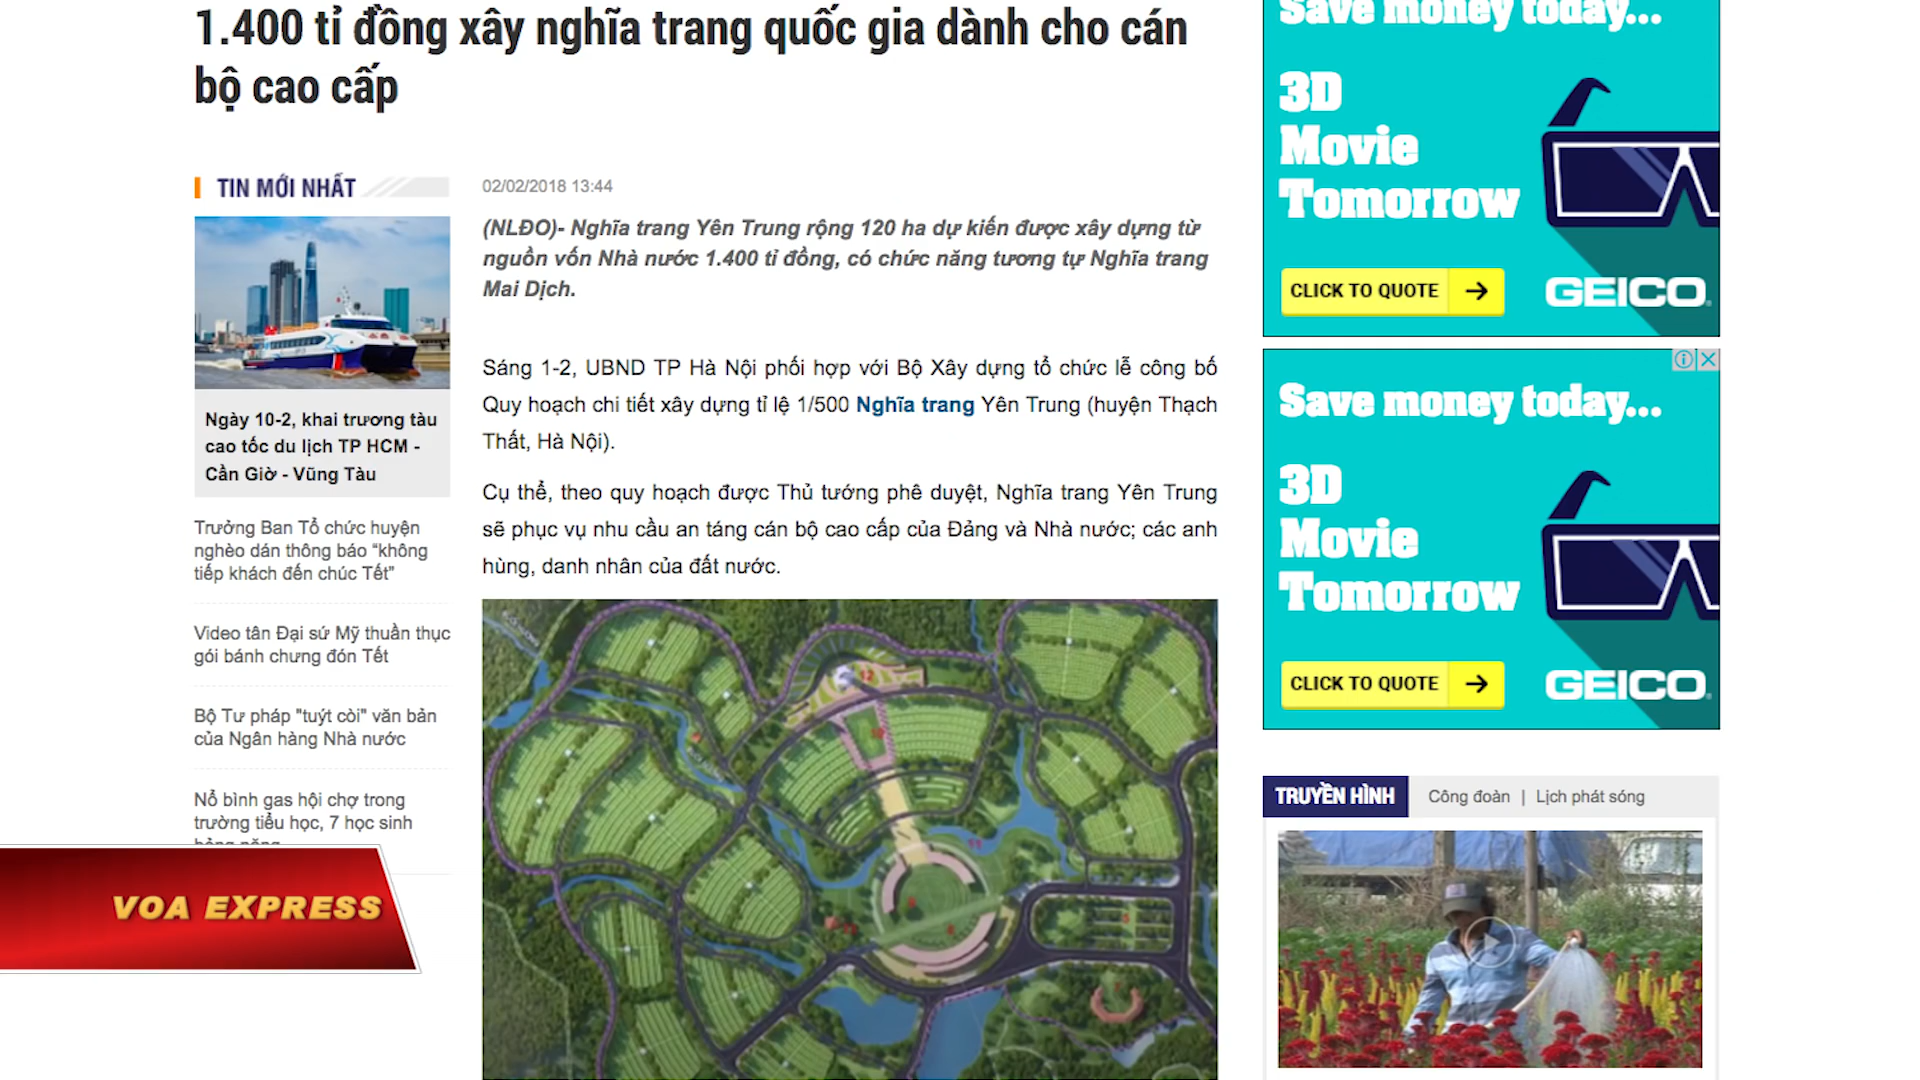 1.400 tỉ đồng xây nghĩa trang quốc gia dành cho cán
bộ cao cấp
TIN MỚI NHẤT
Ngày 10-2, khai trương tàu
cao tốc du lịch TP HCM -
Cần Giờ - Vũng Tàu
Trưởng Ban Tổ chức huyện
nghèo dán thông báo “không
tiếp khách đến chúc Tết”
Video tân Đại sứ Mỹ thuần thục
gói bánh chưng đón Tết
Bộ Tư pháp "tuýt còi" văn bản
của Ngân hàng Nhà nước
Nổ bình gas hội chợ trong
trường tiểu học, 7 học sinh
VOA EXPRESS
02/02/2018 13:44
(NLĐO)- Nghĩa trang Yên Trung rộng 120 ha dự kiến được xây dựng từ
nguồn vốn Nhà nước 1.400 tỉ đồng, có chức năng tương tự Nghĩa trang
Mai Dịch.
Sáng 1-2, UBND TP Hà Nội phối hợp với Bộ Xây dựng tổ chức lễ công bố
Quy hoạch chi tiết xây dựng tỉ lệ 1/500 Nghĩa trang Yên Trung (huyện Thạch
Thất, Hà Nội).
Cụ thể, theo quy hoạch được Thủ tướng phê duyệt, Nghĩa trang Yên Trung
sẽ phục vụ nhu cầu an táng cán bộ cao cấp của Đảng và Nhà nước; các anh
hùng, danh nhân của đất nước.
Save money today...
3D
Movie
Tomorrow
CLICK TO QUOTE
GEICO
Save money today...
3D
Movie
Tomorrow
CLICK TO QUOTE
GEICO
TRUYỀN HÌNH
Công đoàn | Lịch phát sóng